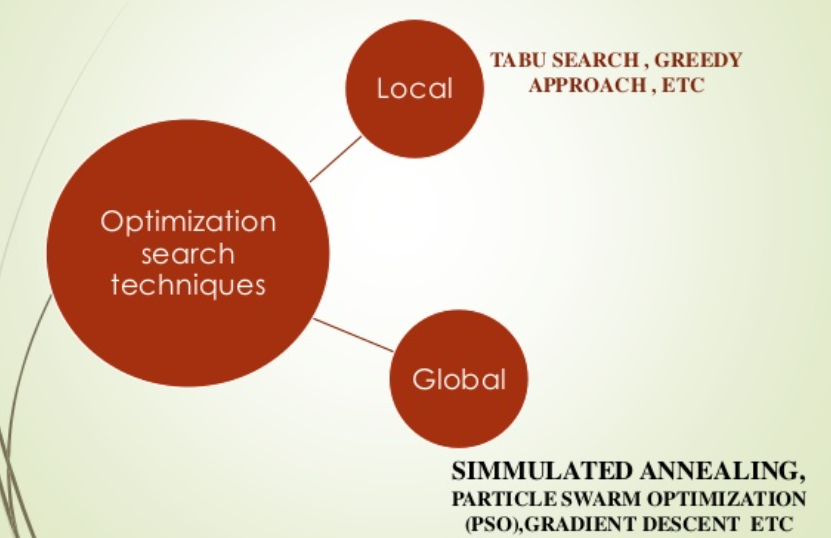 Local
TABU SEARCH , GREEDY
APPROACH , ETC
Optimization
search
techniques
Global
SIMMULATED ANNEALING,
PARTICLE SWARM OPTIMIZATION
(PSO),GRADIENT DESCENT ETC